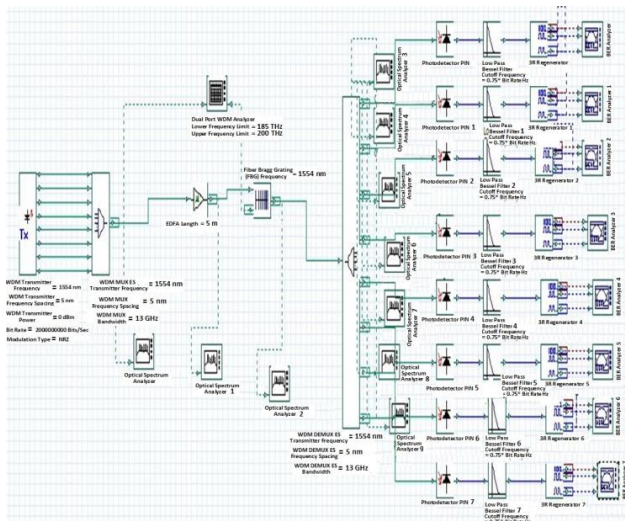 Dual Port WDM Analyzer
Lower Frequency Limit = 185 THz
Upper Frequency Limit = 200 THz
Fiber Bragg Grating
(FBG) Frequency = 1554 nm
EDFA Length = 5 m
Tx
WDM Transmitter
Frequency = 1554 nm
WDM Transmitter
Frequency Spacing = 5 nm
WDM Transmitter
Power = 0 dBm
Bit Rate = 2000000000 Bits/Sec
Modulation Type = NRZ
WDM MUX ES
Transmitter Frequency = 1554 nm
WDM MUX
Frequency Spacing = 5 nm
WDM MUX
Bandwidth = 13 GHz
Optical Spectrum
Analyzer
Optical Spectrum
Analyzer 1
Optical Spectrum
Analyzer 2
WDM DEMUX ES
Transmitter frequency = 1554 nm
WDM DEMUX ES
Frequency Spacing = 5 nm
WDM DEMUX ES
Bandwidth = 13 GHz
Optical Spectrum
Analyzer 3
Optical Spectrum
Analyzer 4
Optical Spectrum
Analyzer 5
Optical Spectrum
Analyzer 6
Optical Spectrum
Analyzer 7
Optical Spectrum
Analyzer 8
Optical Spectrum
Analyzer 9
Photodetector PIN
Low Pass
Bessel Filter
Cutoff Frequency
= 0.75* Bit Rate Hz
3R Regenerator
BER Analyzer
Photodetector PIN 1
Low Pass
Bessel Filter 1
Cutoff Frequency
= 0.75* Bit Rate Hz
3R Regenerator 1
BER Analyzer 1
Photodetector PIN 2
Low Pass
Bessel Filter 2
Cutoff Frequency
= 0.75* Bit Rate Hz
3R Regenerator 2
BER Analyzer 2
Photodetector PIN 3
Low Pass
Bessel Filter 3
Cutoff Frequency
= 0.75* Bit Rate Hz
3R Regenerator 3
BER Analyzer 3
Photodetector PIN 4
Low Pass
Bessel Filter 4
Cutoff Frequency
= 0.75* Bit Rate Hz
3R Regenerator 4
BER Analyzer 4
Photodetector PIN 5
Low Pass
Bessel Filter 5
Cutoff Frequency
= 0.75* Bit Rate Hz
3R Regenerator 5
BER Analyzer 5
Photodetector PIN 6
Low Pass
Bessel Filter 6
Cutoff Frequency
= 0.75* Bit Rate Hz
3R Regenerator 6
BER Analyzer 6
Photodetector PIN 7
Low Pass
Bessel Filter 7
Cutoff Frequency
= 0.75* Bit Rate Hz
3R Regenerator 7